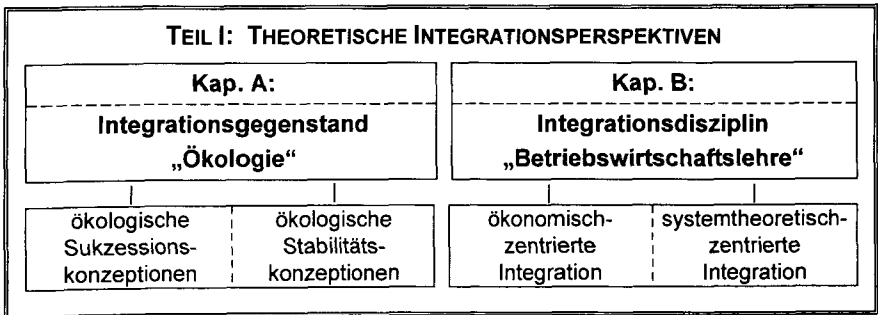 TEIL I: THEORETISCHE INTEGRATIONSPERSPEKTIVEN
Kap. A:
Integrationsgegenstand
„Ökologie“
ökologische
Sukzessions-
konzeptionen
ökologische
Stabilitäts-
konzeptionen
Kap. B:
Integrationsdisziplin
„Betriebswirtschaftslehre“
ökonomisch-
zentrierte
Integration
systemtheoretisch-
zentrierte
Integration